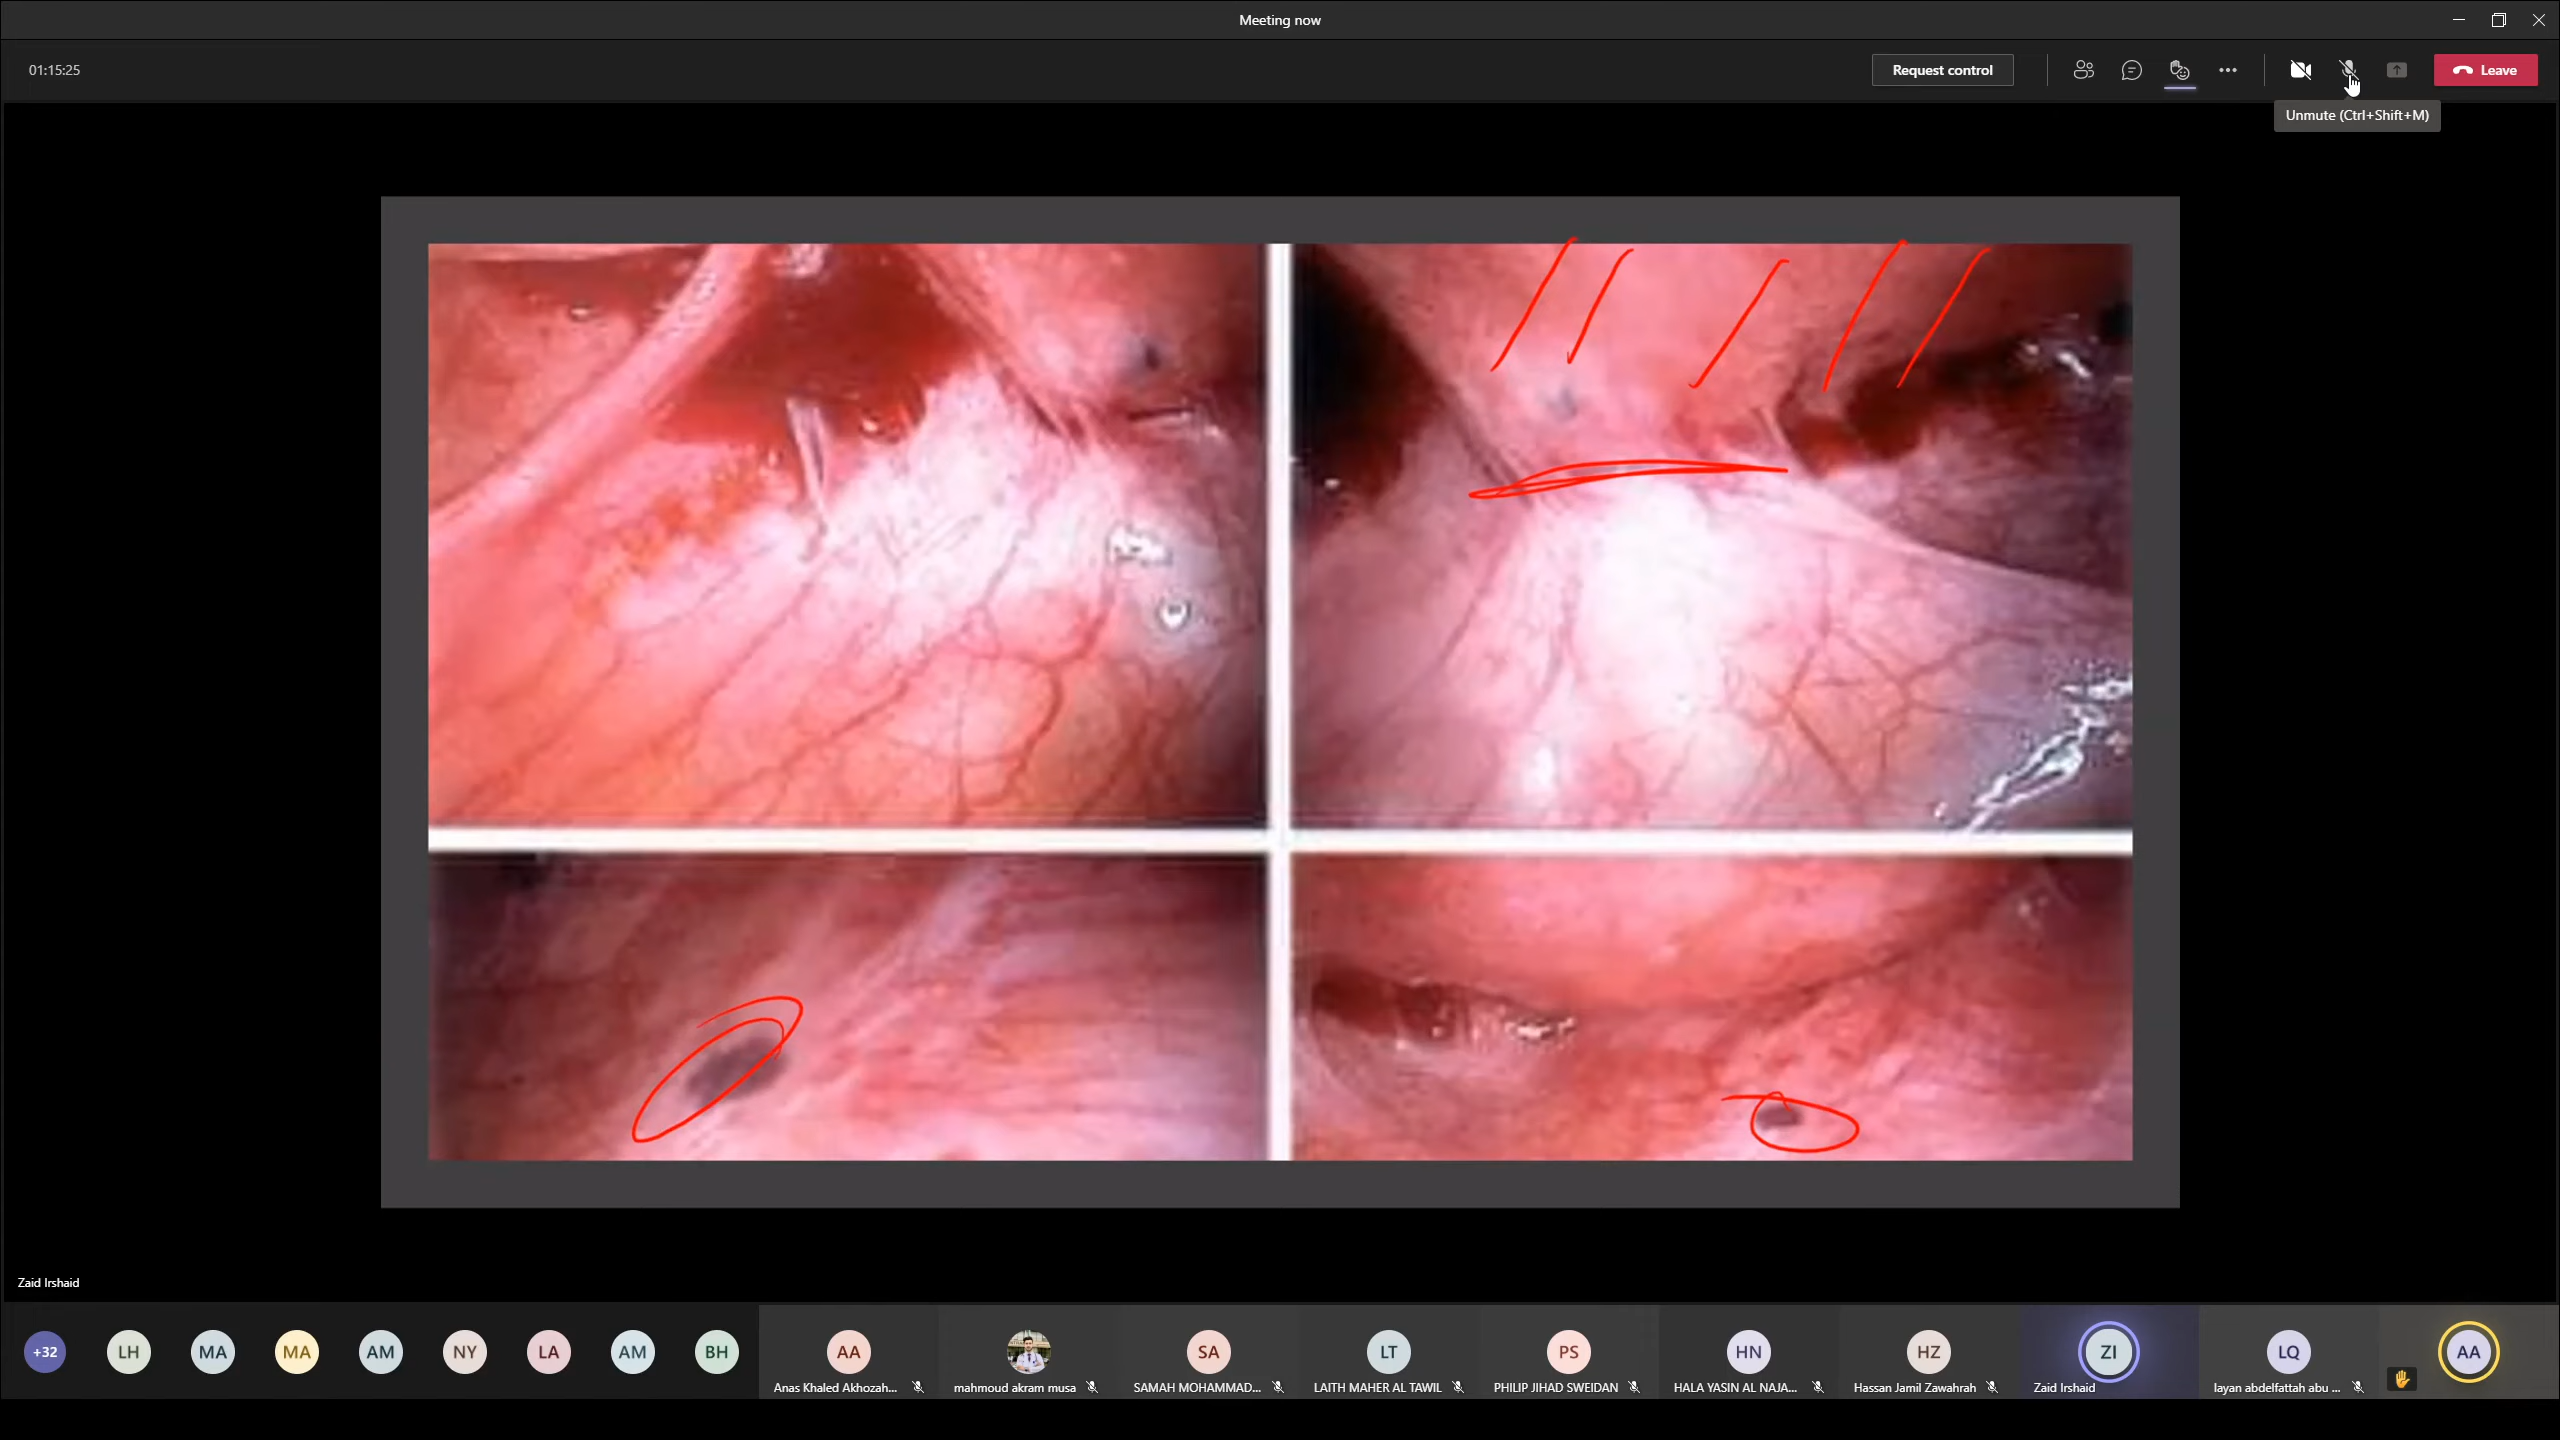 Meeting now
01:15:25
Request control
Leave
Unmute (Ctrl+Shift+M)
Zaid Irshaid
+32
LH
MA
MA
AM
NY
LA
AM
BH
AA
SA
LT
PS
HN
HZ
ZI
LQ
AA
Anas Khaled Akhozah...
mahmoud akram musa
SAMAH MOHAMMAD...
LAITH MAHER AL TAWIL
PHILIP JIHAD SWEIDAN
HALA YASIN AL NAJA...
Hassan Jamil Zawahrah
Zaid Irshaid
layan abdelfattah abu ...